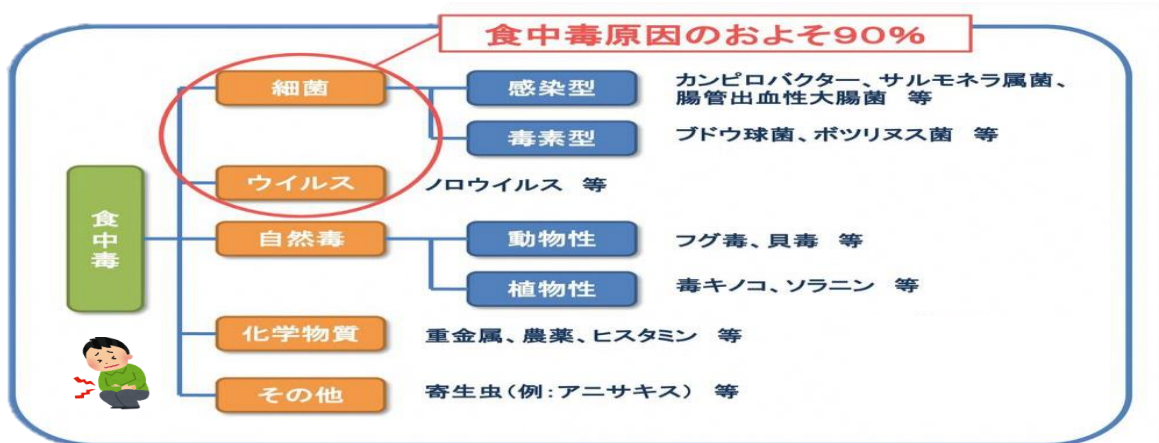 食中毒原因のおよそ90%
細菌
感染型
カンピロバクター、サルモネラ属菌、
腸管出血性大腸菌 等
毒素型
ブドウ球菌、ボツリヌス菌 等
ウイルス
ノロウイルス 等
食中毒
自然毒
動物性
フグ毒、貝毒 等
植物性
毒キノコ、ソラニン 等
化学物質
重金属、農薬、ヒスタミン 等
その他
寄生虫(例:アニサキス) 等